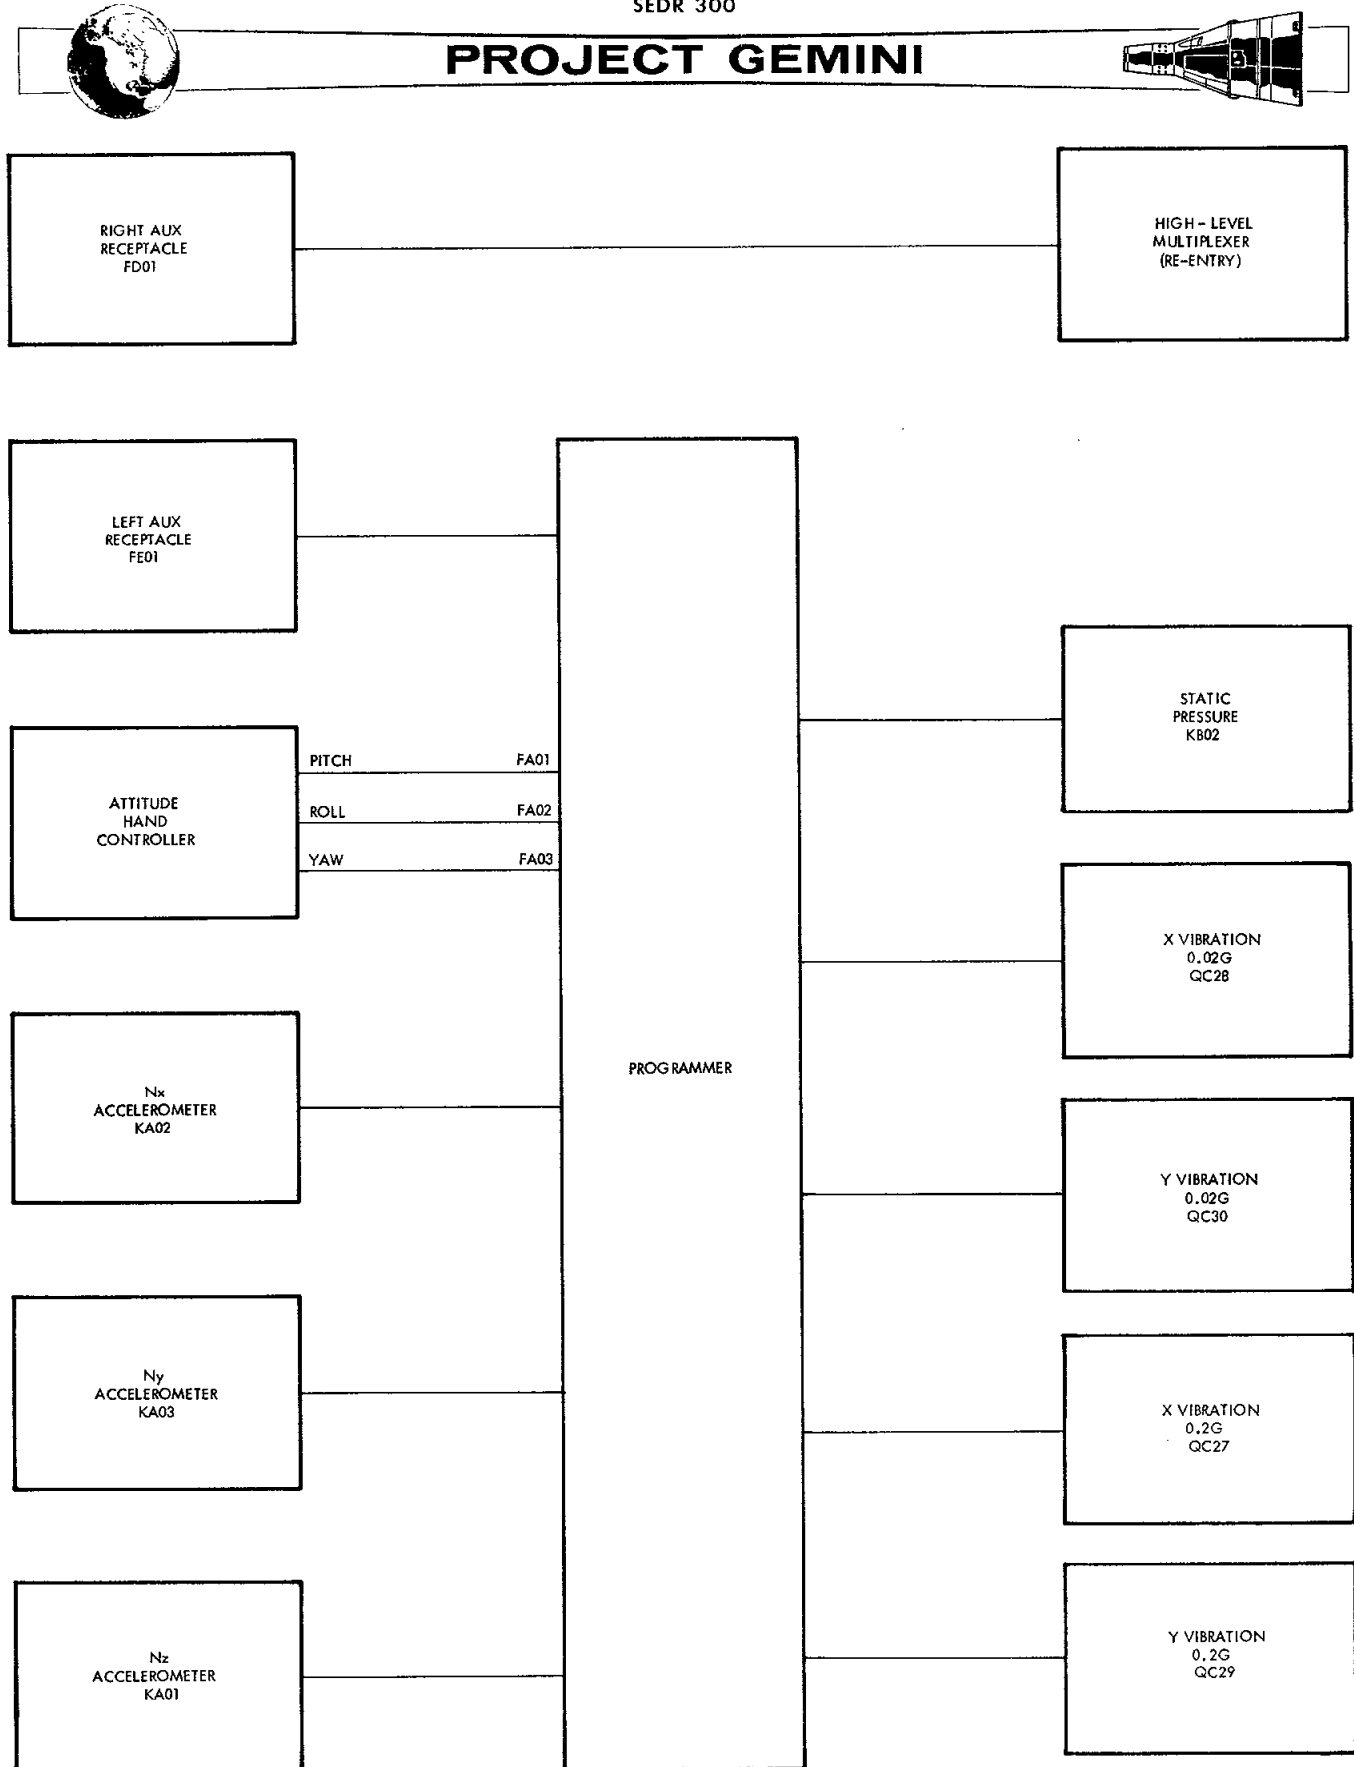 SEDR 300
PROJECT GEMINI
RIGHT AUX
RECEPTACLE
FD01
HIGH - LEVEL
MULTIPLEXER
(RE-ENTRY)
LEFT AUX
RECEPTACLE
FE01
STATIC
PRESSURE
KB02
PITCH FA01
ATTITUDE
HAND
CONTROLLER
ROLL FA02
YAW FA03
X VIBRATION
0.02G
QC28
PROGRAMMER
Nx
ACCELEROMETER
KA02
Y VIBRATION
0.02G
QC30
Ny
ACCELEROMETER
KA03
X VIBRATION
0.2G
QC27
Nz
ACCELEROMETER
KA01
Y VIBRATION
0.2G
QC29